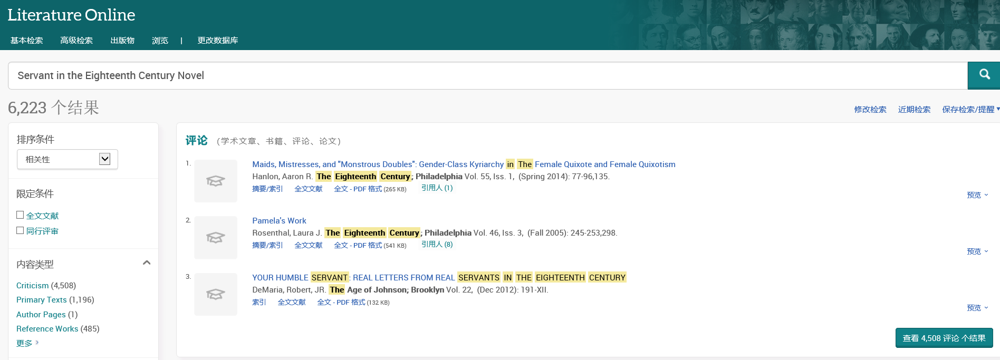 Literature Online
基本检索 高级检索 出版物 浏览 | 更改数据库
Servant in the Eighteenth Century Novel
6,223 个结果
修改检索 近期检索 保存检索/提醒
排序条件
相关性
限定条件
全文文献
同行评审
内容类型
Criticism (4,508)
Primary Texts (1,196)
Author Pages (1)
Reference Works (485)
更多
评论 (学术文章、书籍、评论、论文)
1.
Maids, Mistresses, and "Monstrous Doubles": Gender-Class Kyriarchy in The Female Quixote and Female Quixotism
Hanlon, Aaron R. The Eighteenth Century; Philadelphia Vol. 55, Iss. 1, (Spring 2014): 77-96,135.
摘要/索引 全文文献 全文 - PDF 格式 (265 KB) 引用人 (1)
预览
2.
Pamela's Work
Rosenthal, Laura J. The Eighteenth Century; Philadelphia Vol. 46, Iss. 3, (Fall 2005): 245-253,298.
摘要/索引 全文文献 全文 - PDF 格式 (541 KB) 引用人 (8)
预览
3.
YOUR HUMBLE SERVANT: REAL LETTERS FROM REAL SERVANTS IN THE EIGHTEENTH CENTURY
DeMaria, Robert, JR. The Age of Johnson; Brooklyn Vol. 22, (Dec 2012): 191-XII.
索引 全文文献 全文 - PDF 格式 (132 KB)
预览
查看 4,508 评论 个结果